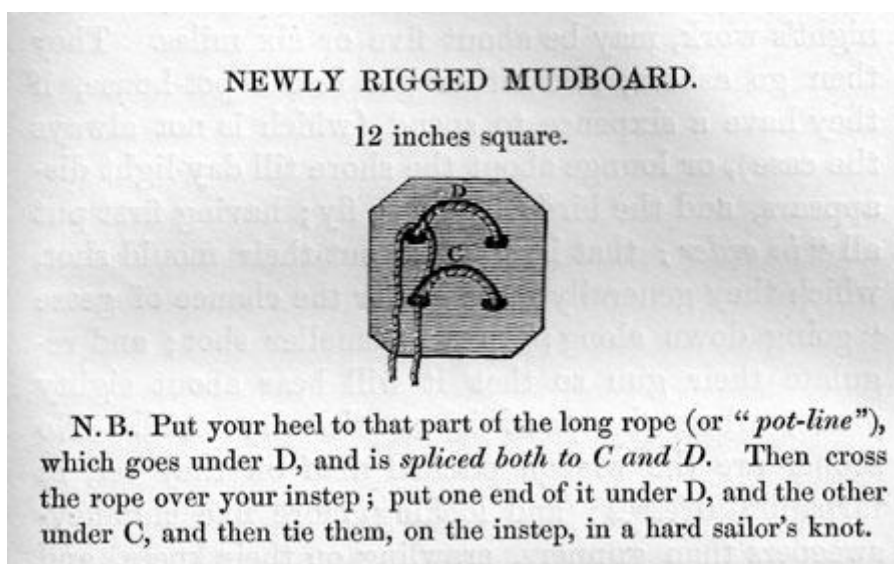 NEWLY RIGGED MUDBOARD.
12 inches square.
D
C
N.B. Put your heel to that part of the long rope (or "pot-line"),
which goes under D, and is spliced both to C and D. Then cross
the rope over your instep; put one end of it under D, and the other
under C, and then tie them, on the instep, in a hard sailor's knot.